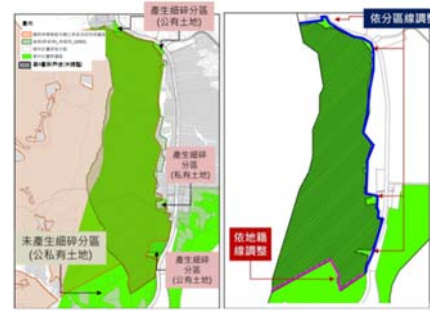 產生細碎分區
(公有土地)
產生細碎
分區
(私有土地)
未產生細碎分區
(公私有土地)
產生細碎
分區
(公有土地)
依分區線調整
依地籍
線調整